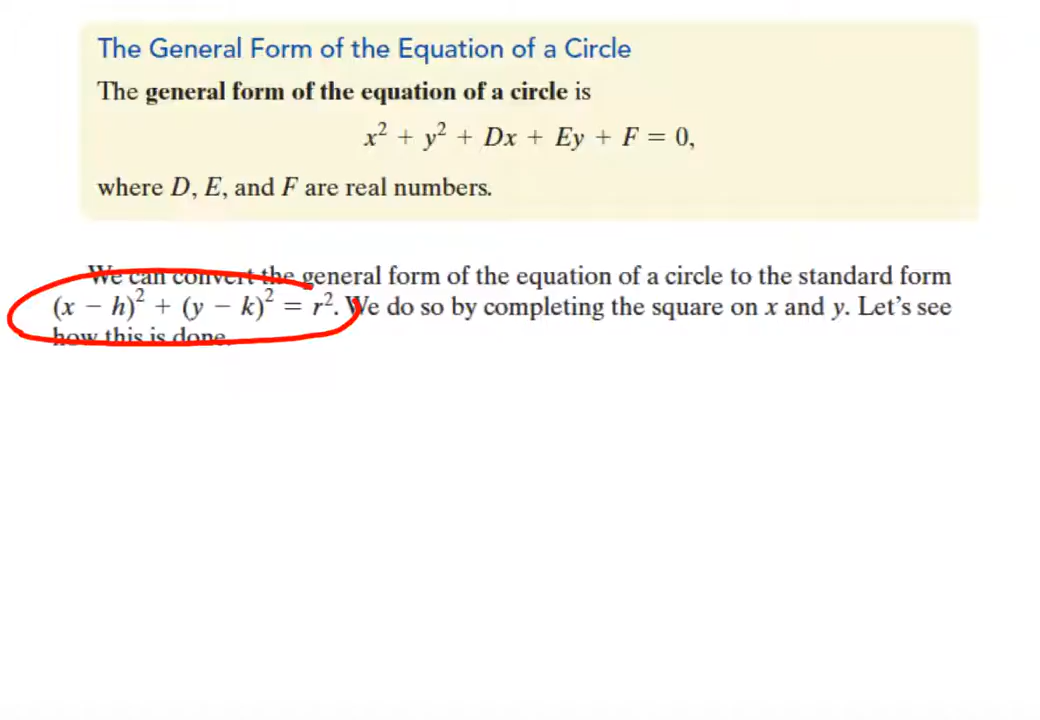 The General Form of the Equation of a Circle
The general form of the equation of a circle is
x² + y² + Dx + Ey + F = 0,
where D, E, and F are real numbers.
We can convert the general form of the equation of a circle to the standard form
(x − h)² + (y − k)² = r². We do so by completing the square on x and y. Let's see
how this is done.